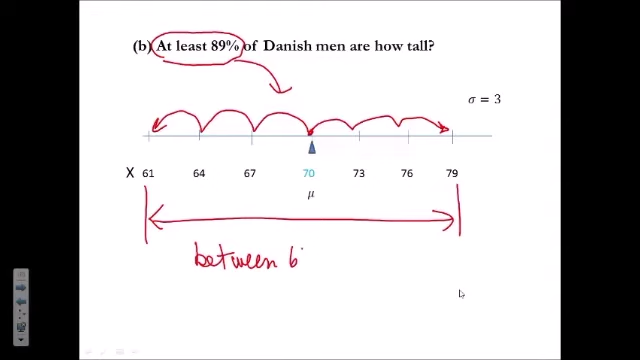 (b) At least 89% of Danish men are how tall?
σ = 3
X 61 64 67 70 73 76 79
μ
between 6